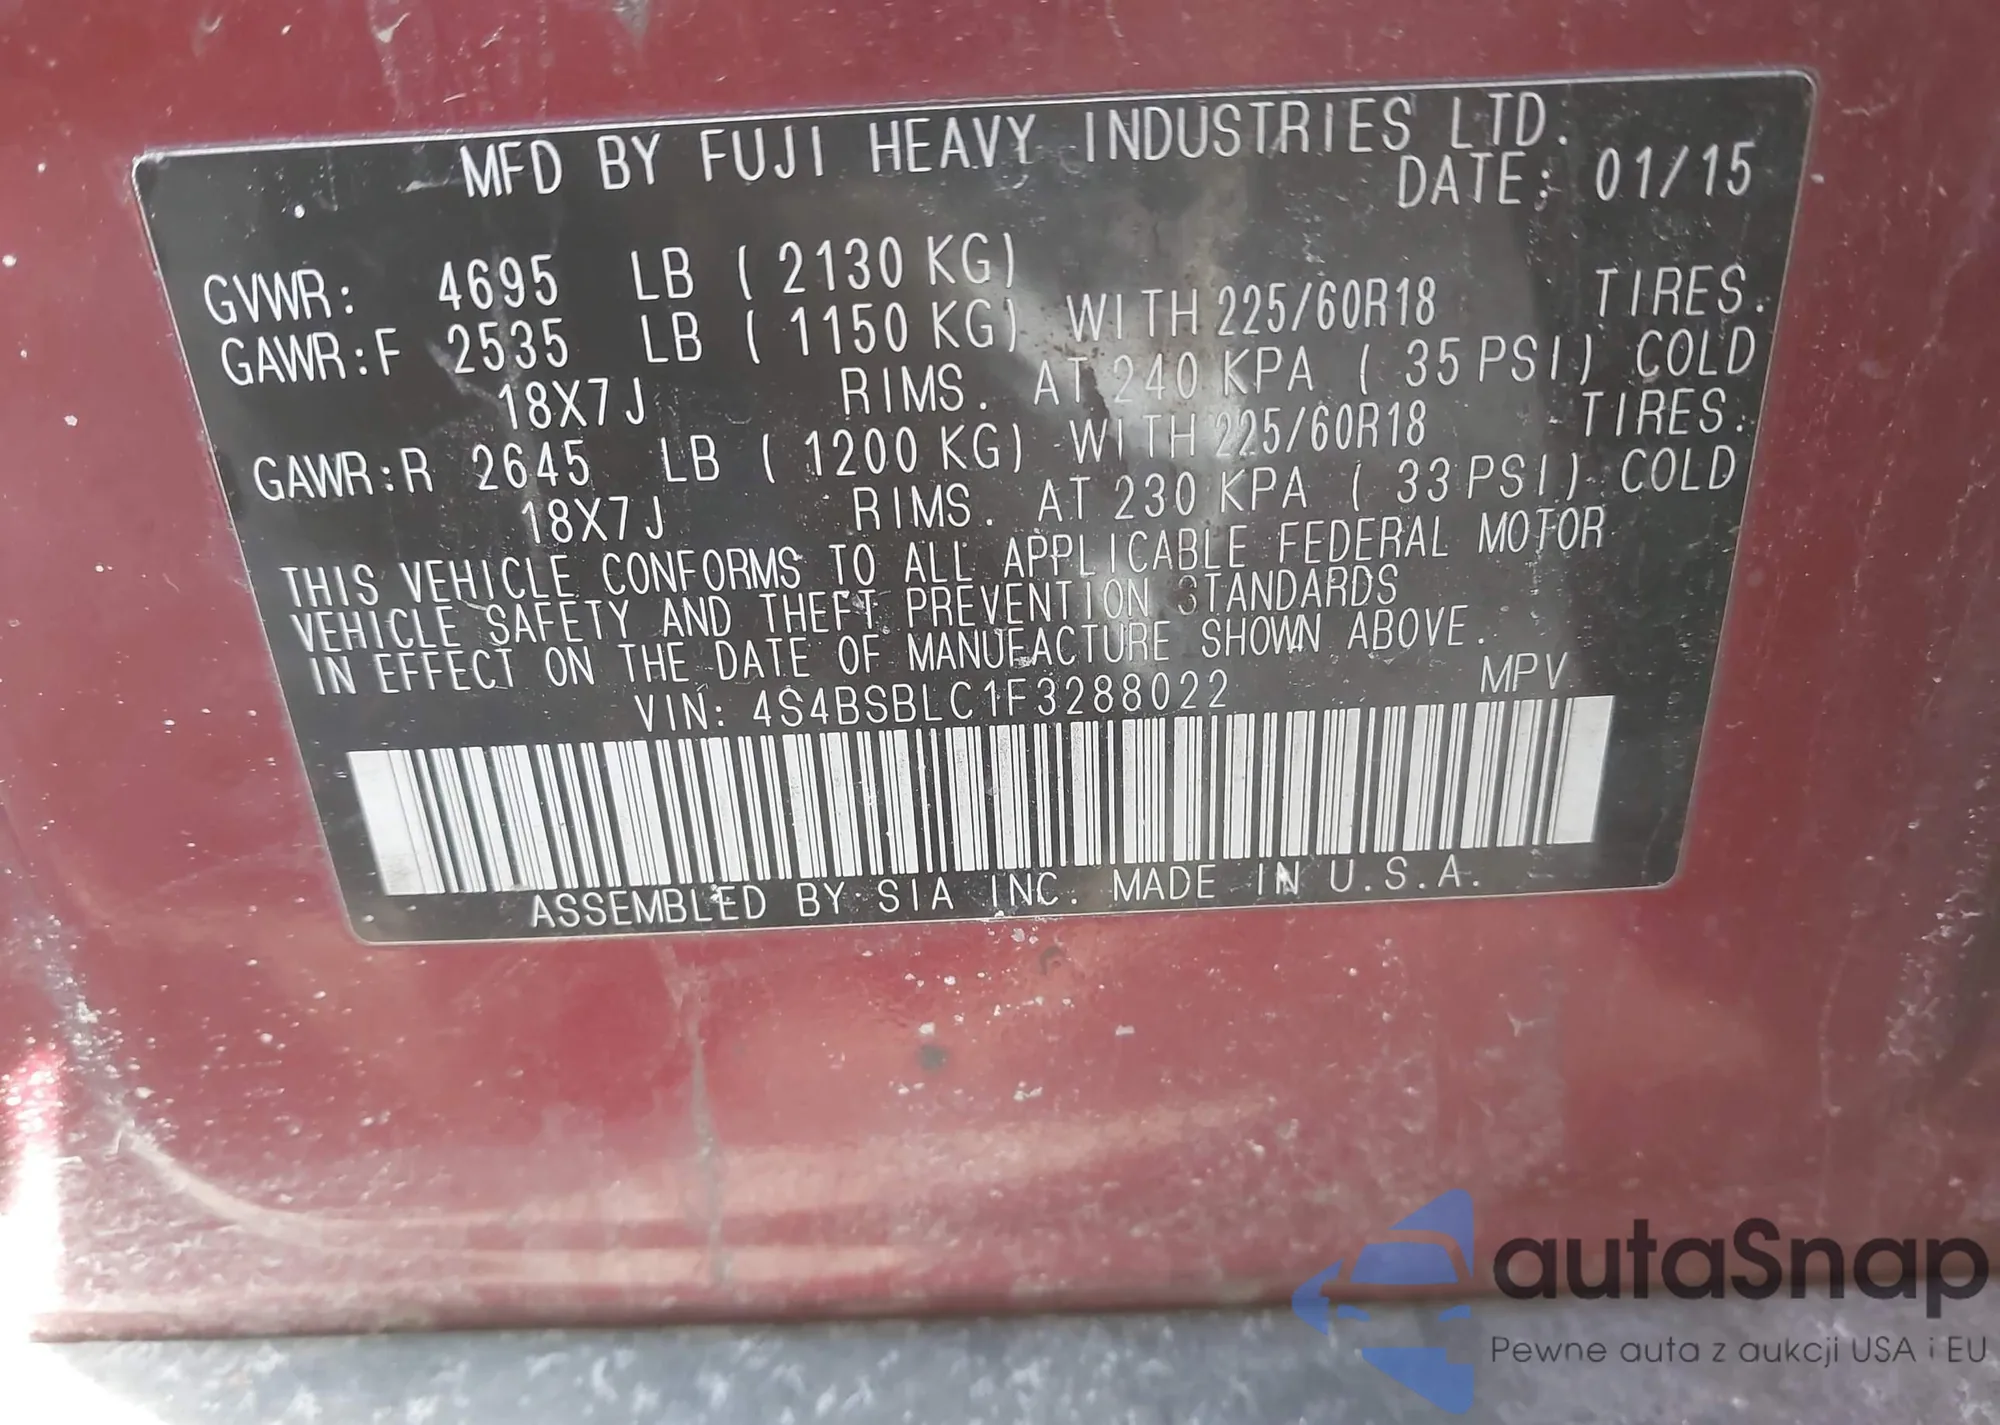 MFD BY FUJI HEAVY INDUSTRIES LTD.
DATE: 01/15
GVWR: 4695 LB ( 2130 KG)
GAWR:F 2535 LB ( 1150 KG) WITH 225/60R18 TIRES.
18X7J RIMS. AT 240 KPA ( 35 PSI) COLD
GAWR:R 2645 LB ( 1200 KG) WITH 225/60R18 TIRES.
18X7J RIMS. AT 230 KPA ( 33 PSI) COLD
THIS VEHICLE CONFORMS TO ALL APPLICABLE FEDERAL MOTOR
VEHICLE SAFETY AND THEFT PREVENTION STANDARDS
IN EFFECT ON THE DATE OF MANUFACTURE SHOWN ABOVE.
VIN: 4S4BSBLC1F3288022 MPV
ASSEMBLED BY SIA INC. MADE IN U.S.A.
autaSnap
Pewne auta z aukcji USA i EU